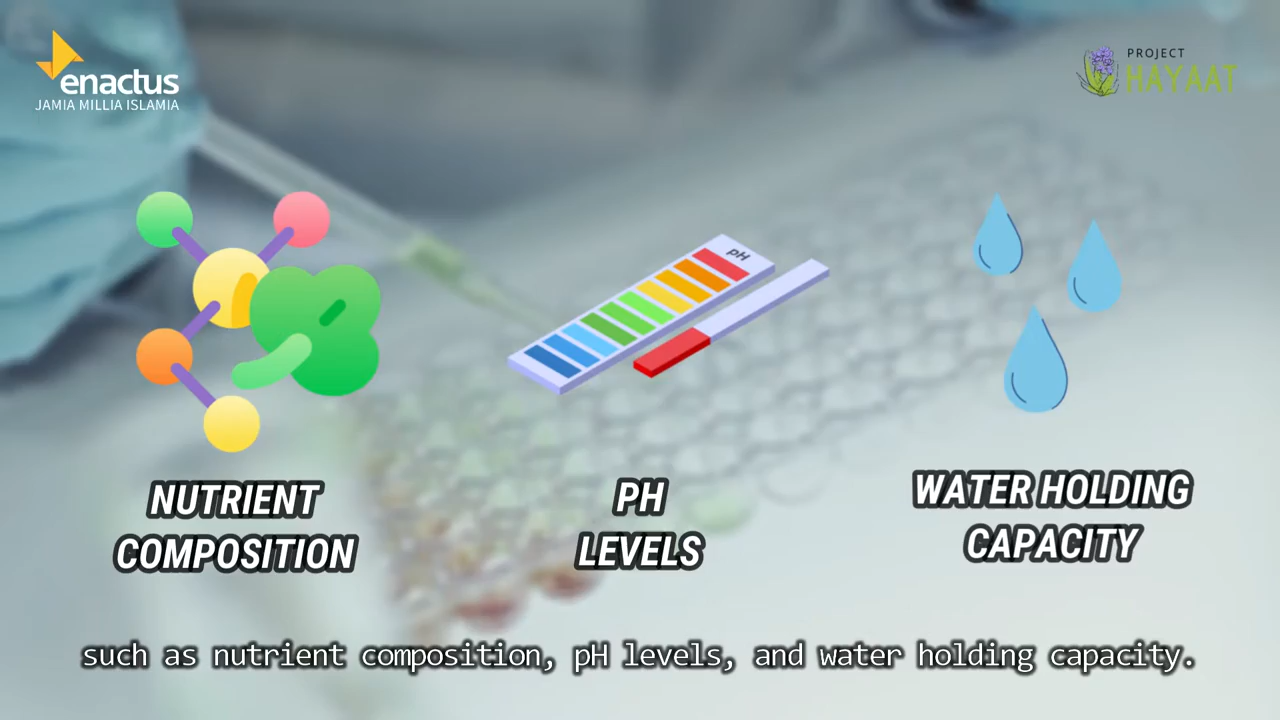 enactus
JAMIA MILLIA ISLAMIA
PROJECT
HAYAAT
pH
NUTRIENT
COMPOSITION
PH
LEVELS
WATER HOLDING
CAPACITY
such as nutrient composition, pH levels, and water holding capacity.